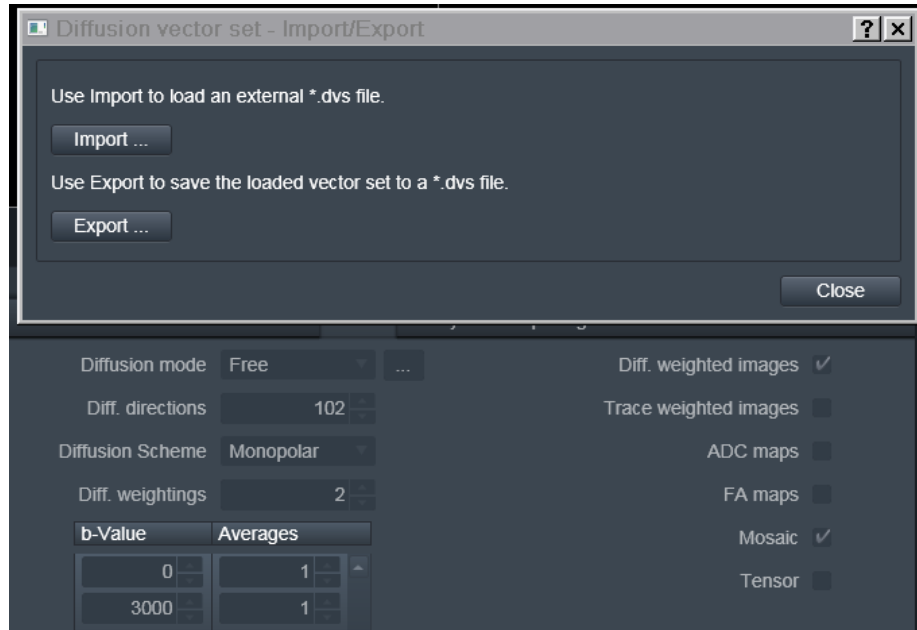 Diffusion vector set - Import/Export
Use Import to load an external *.dvs file.
Import ...
Use Export to save the loaded vector set to a *.dvs file.
Export ...
Close
Diffusion mode Free ... Diff. weighted images
Diff. directions 102 Trace weighted images
Diffusion Scheme Monopolar ADC maps
Diff. weightings 2 FA maps
b-Value Averages Mosaic
0 1 Tensor
3000 1